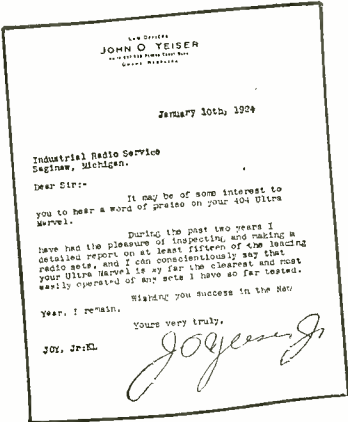 LAW OFFICES
JOHN O. YEISER
OMAHA NEBRASKA
January 10th, 1924
Industrial Radio Service
Saginaw, Michigan.
Dear Sir:-
It may be of some interest to
you to hear a word of praise on your 404 Ultra
Marvel.
During the past two years I
have had the pleasure of inspecting and making a
detailed report on at least fifteen of the leading
radio sets, and I can conscientiously say that
your Ultra Marvel is by far the clearest and most
easily operated of any sets I have so far tested.
Wishing you success in the New
Year, I remain.
Yours very truly,
JOYeiser Jr
JOY, Jr:KL